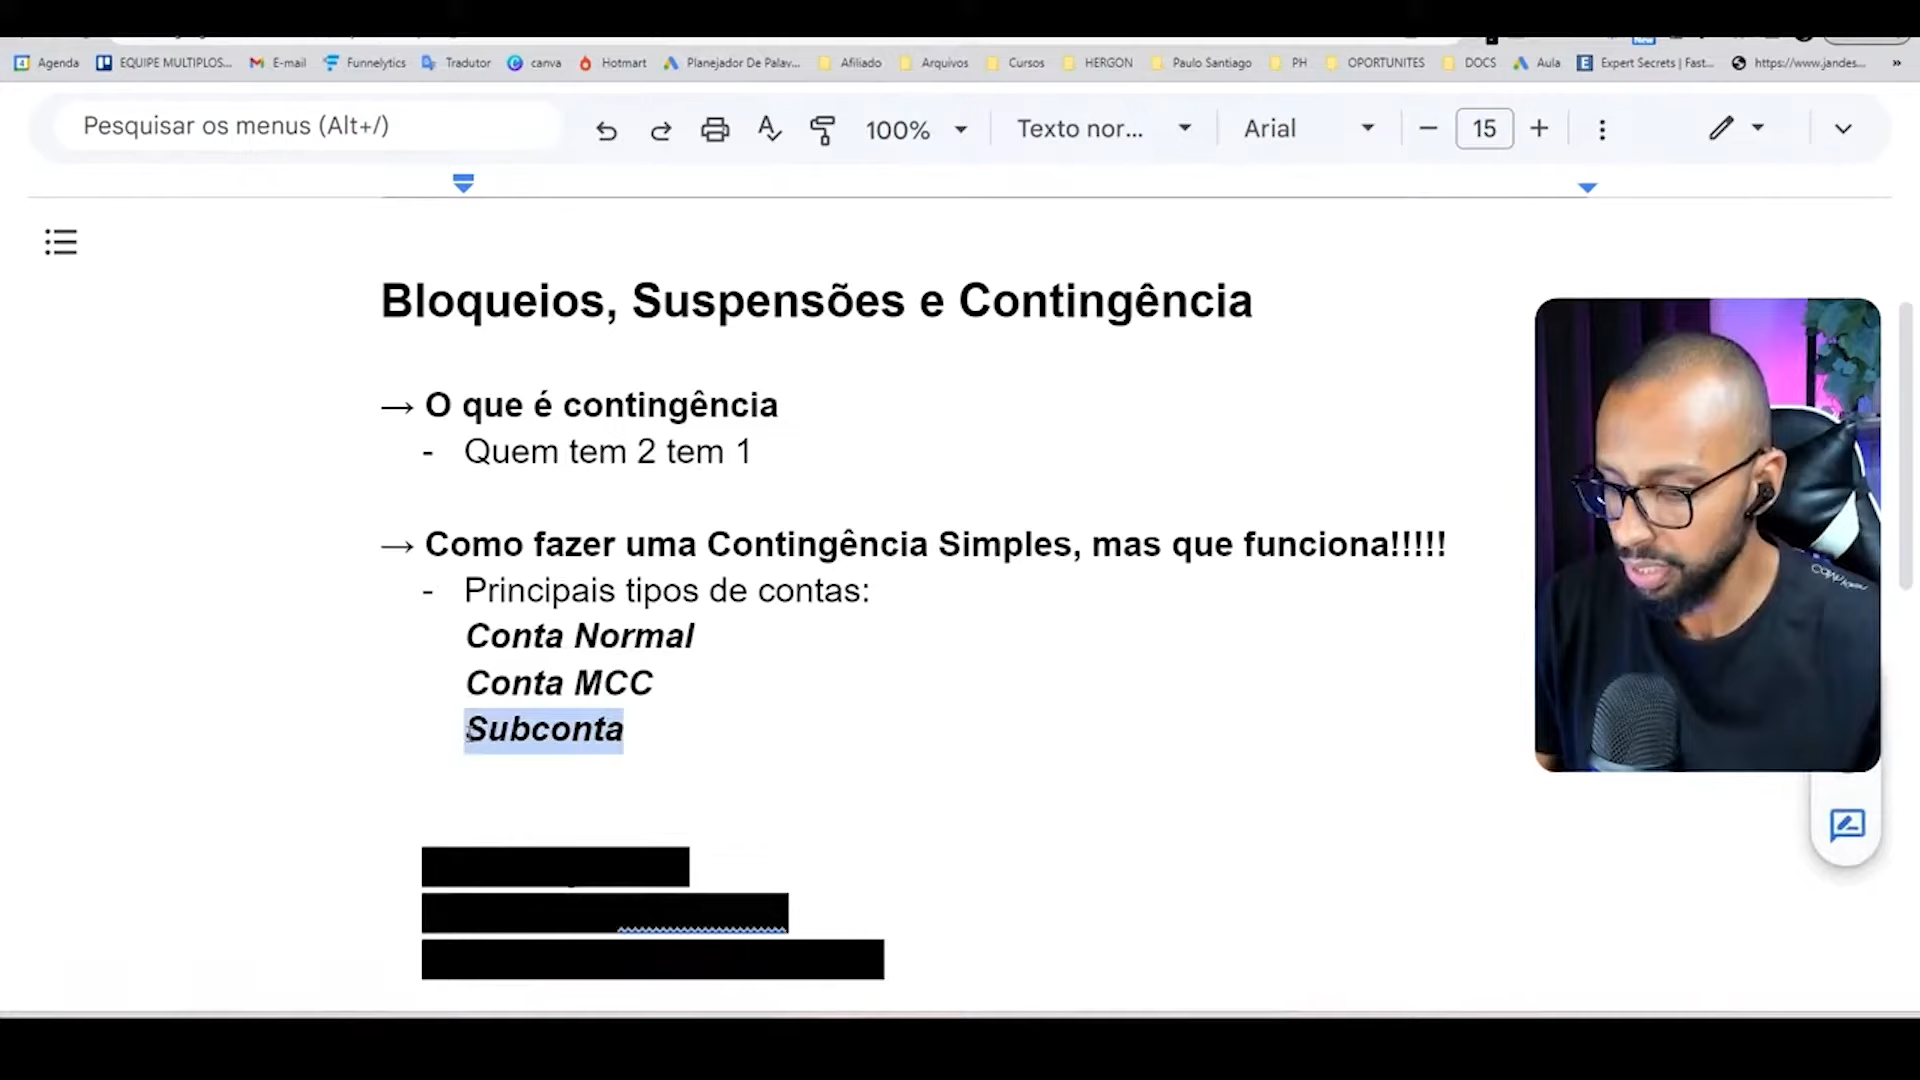 Agenda
EQUIPE MULTIPLOS...
E-mail
Funnelytics
Tradutor
canva
Hotmart
Planejador De Palav...
Afiliado
Arquivos
Cursos
HERGON
Paulo Santiago
PH
OPORTUNITES
DOCS
Aula
Expert Secrets | Fast...
https://www.jandes...
»
Pesquisar os menus (Alt+/)
100%
Texto nor...
Arial
15
Bloqueios, Suspensões e Contingência
→ O que é contingência
- Quem tem 2 tem 1
→ Como fazer uma Contingência Simples, mas que funciona!!!!!
- Principais tipos de contas:
Conta Normal
Conta MCC
Subconta